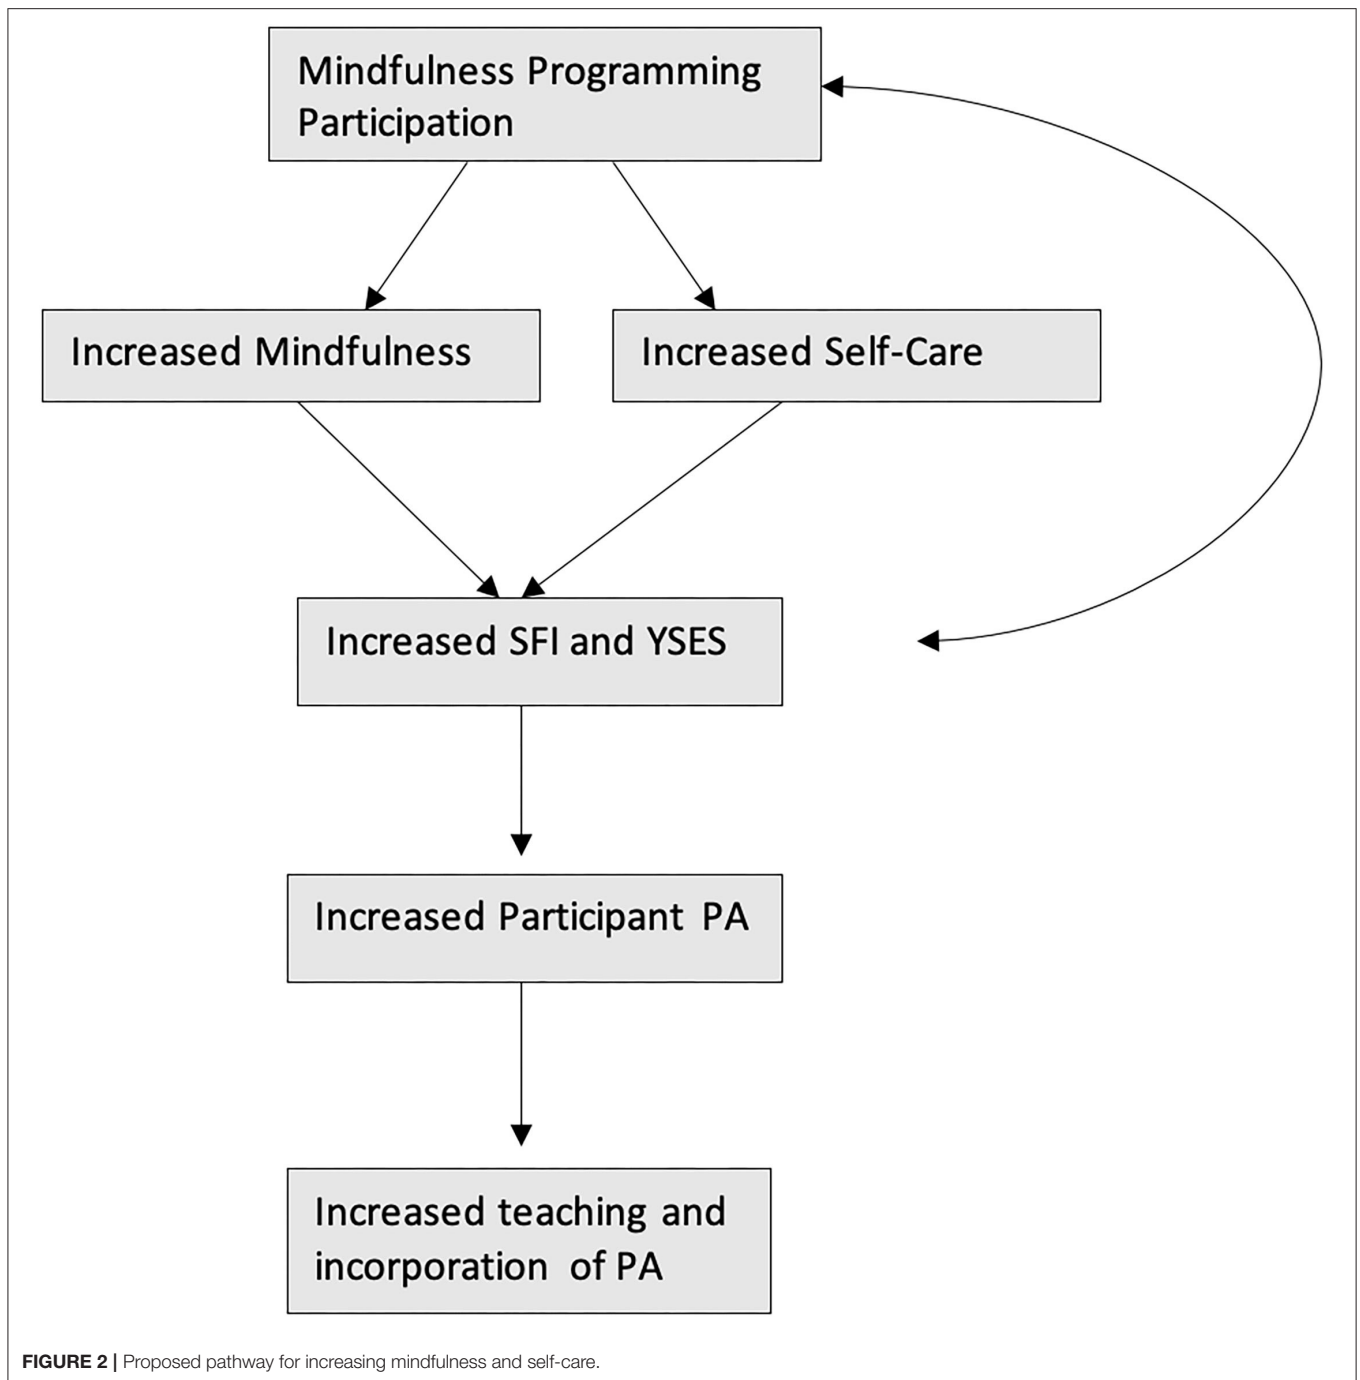 Mindfulness Programming
Participation
Increased Mindfulness
Increased Self-Care
Increased SFI and YSES
Increased Participant PA
Increased teaching and
incorporation of PA
FIGURE 2 | Proposed pathway for increasing mindfulness and self-care.